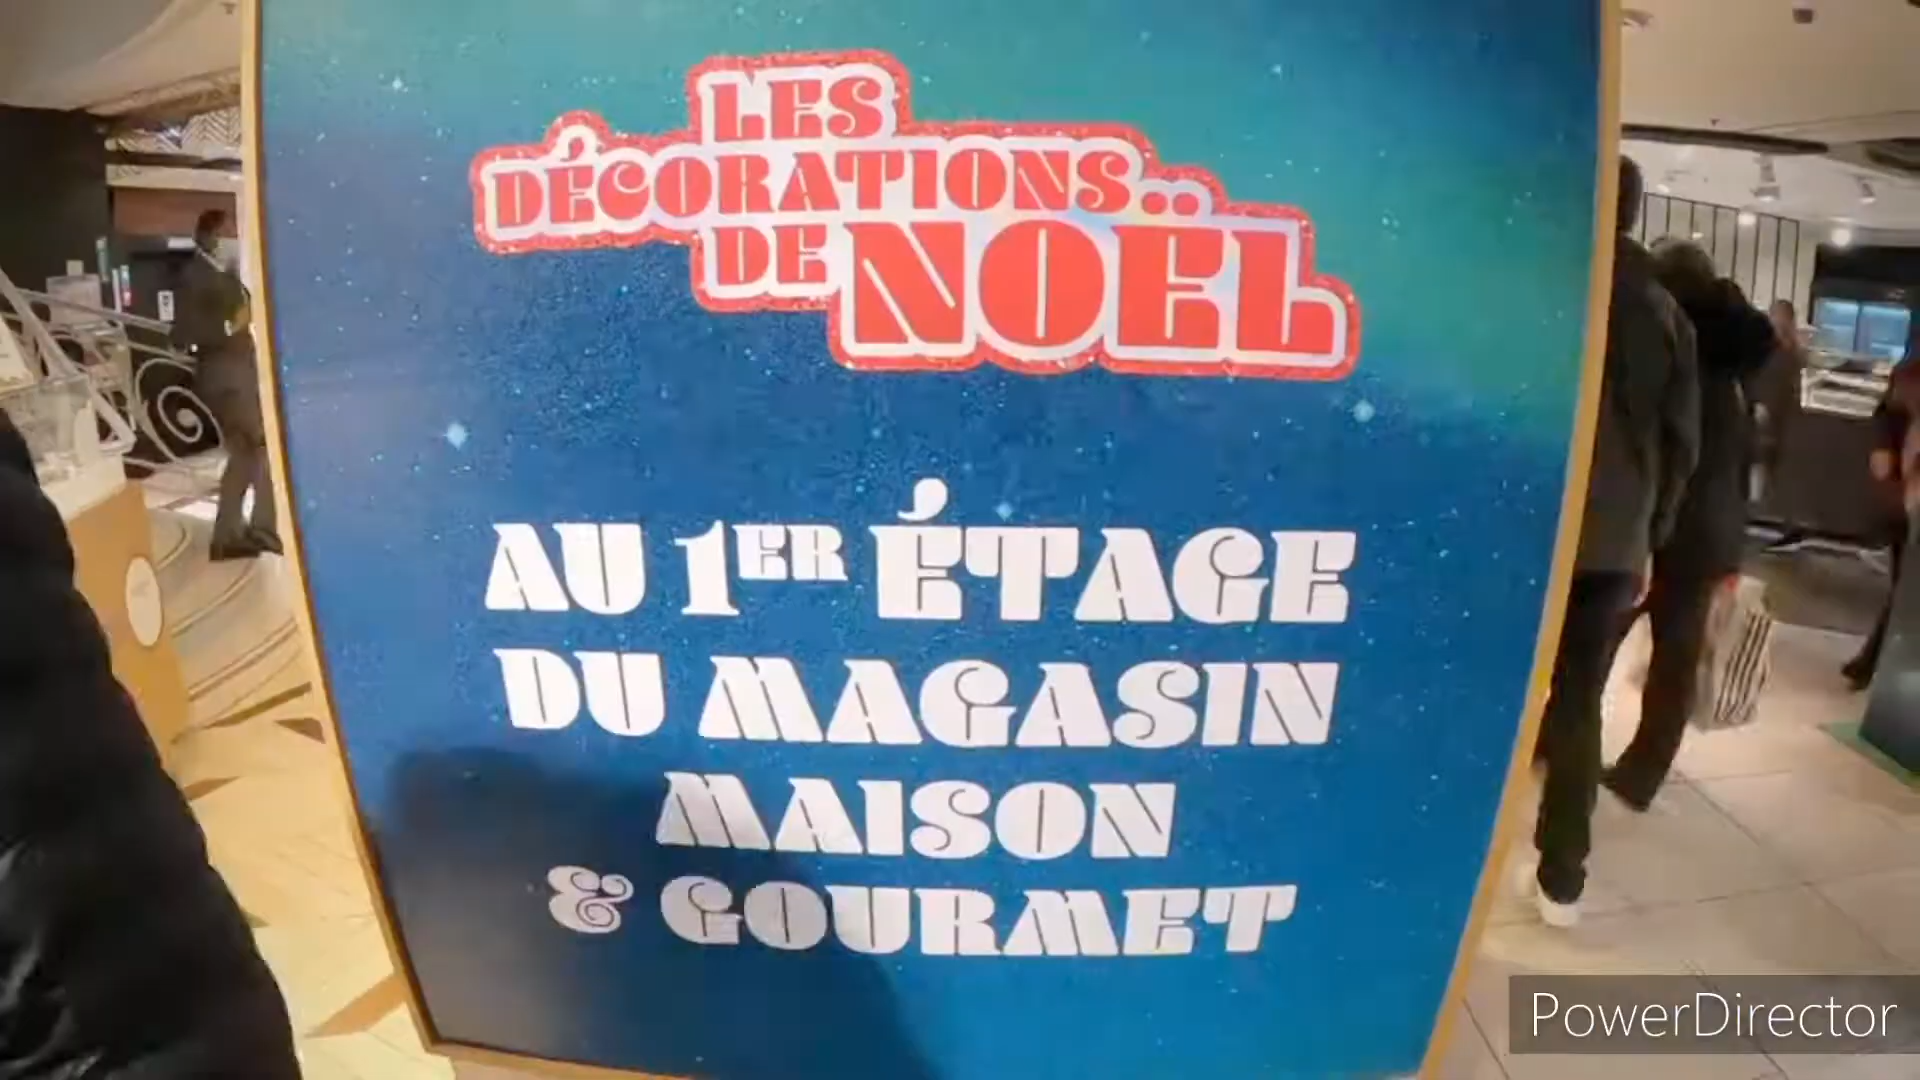 LES
DÉCORATIONS
DE NOËL
AU 1ER ÉTAGE
DU MAGASIN
MAISON
& GOURMET
PowerDirector